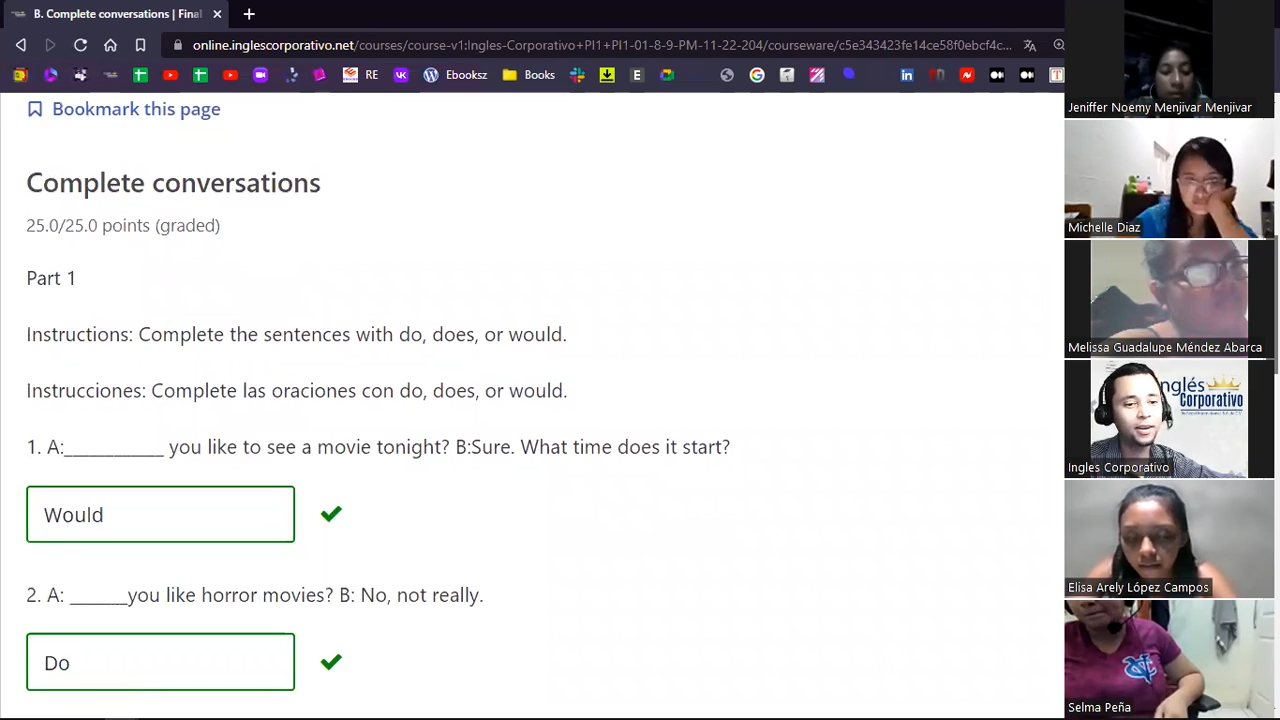 B. Complete conversations | Final
online.inglescorporativo.net/courses/course-v1:Ingles-Corporativo+PI1+PI1-01-8-9-PM-11-22-204/courseware/c5e343423fe14ce58f0ebcf4c...
RE
Ebooksz
Books
Bookmark this page
Complete conversations
25.0/25.0 points (graded)
Part 1
Instructions: Complete the sentences with do, does, or would.
Instrucciones: Complete las oraciones con do, does, or would.
1. A:___________ you like to see a movie tonight? B:Sure. What time does it start?
Would
2. A: ______you like horror movies? B: No, not really.
Do
Jeniffer Noemy Menjivar Menjivar
Michelle Diaz
Melissa Guadalupe Méndez Abarca
Inglés
Corporativo
Ingles Corporativo
Elisa Arely López Campos
Selma Peña